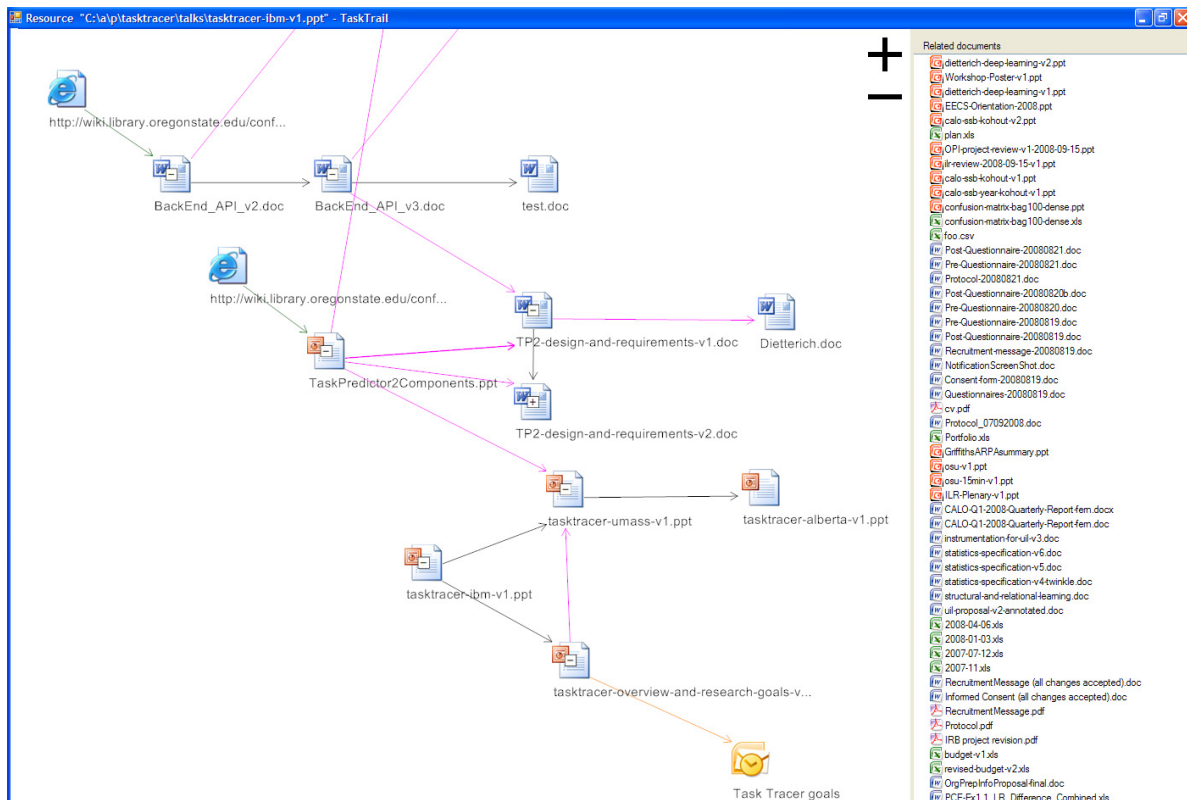 Resource "C:\a\p\tasktracer\talks\tasktracer-ibm-v1.ppt" - TaskTrail
http://wiki.library.oregonstate.edu/conf...
BackEnd_API_v2.doc
BackEnd_API_v3.doc
test.doc
http://wiki.library.oregonstate.edu/conf...
TP2-design-and-requirements-v1.doc
Dietterich.doc
TaskPredictor2Components.ppt
TP2-design-and-requirements-v2.doc
tasktracer-umass-v1.ppt
tasktracer-alberta-v1.ppt
tasktracer-ibm-v1.ppt
tasktracer-overview-and-research-goals-v...
Task Tracer goals
Related documents
dietterich-deep-learning-v2.ppt
Workshop-Poster-v1.ppt
dietterich-deep-learning-v1.ppt
EECS-Orientation-2008.ppt
calo-ssb-kohout-v2.ppt
plan.xls
OPI-project-review-v1-2008-09-15.ppt
ilr-review-2008-09-15-v1.ppt
calo-ssb-kohout-v1.ppt
calo-ssb-year-kohout-v1.ppt
confusion-matrix-bag100-dense.ppt
confusion-matrix-bag100-dense.xls
foo.csv
Post-Questionnaire-20080821.doc
Pre-Questionnaire-20080821.doc
Protocol-20080821.doc
Post-Questionnaire-20080820b.doc
Pre-Questionnaire-20080820.doc
Pre-Questionnaire-20080819.doc
Post-Questionnaire-20080819.doc
Recruitment-message-20080819.doc
NotificationScreenShot.doc
Consent-form-20080819.doc
Questionnaires-20080819.doc
cv.pdf
Protocol_07092008.doc
Portfolio.xls
GriffithsARPAsummary.ppt
osu-v1.ppt
osu-15min-v1.ppt
ILR-Plenary-v1.ppt
CALO-Q1-2008-Quarterly-Report-fern.docx
CALO-Q1-2008-Quarterly-Report-fern.doc
instrumentation-for-uil-v3.doc
statistics-specification-v6.doc
statistics-specification-v5.doc
statistics-specification-v4-twinkle.doc
structural-and-relational-learning.doc
uil-proposal-v2-annotated.doc
2008-04-06.xls
2008-01-03.xls
2007-07-12.xls
2007-11.xls
RecruitmentMessage (all changes accepted).doc
Informed Consent (all changes accepted).doc
RecruitmentMessage.pdf
Protocol.pdf
IRB project revision.pdf
budget-v1.xls
revised-budget-v2.xls
OrgPrepInfoProposal-final.doc
PCE-Ex1.1_LR_Difference_Combined.xls